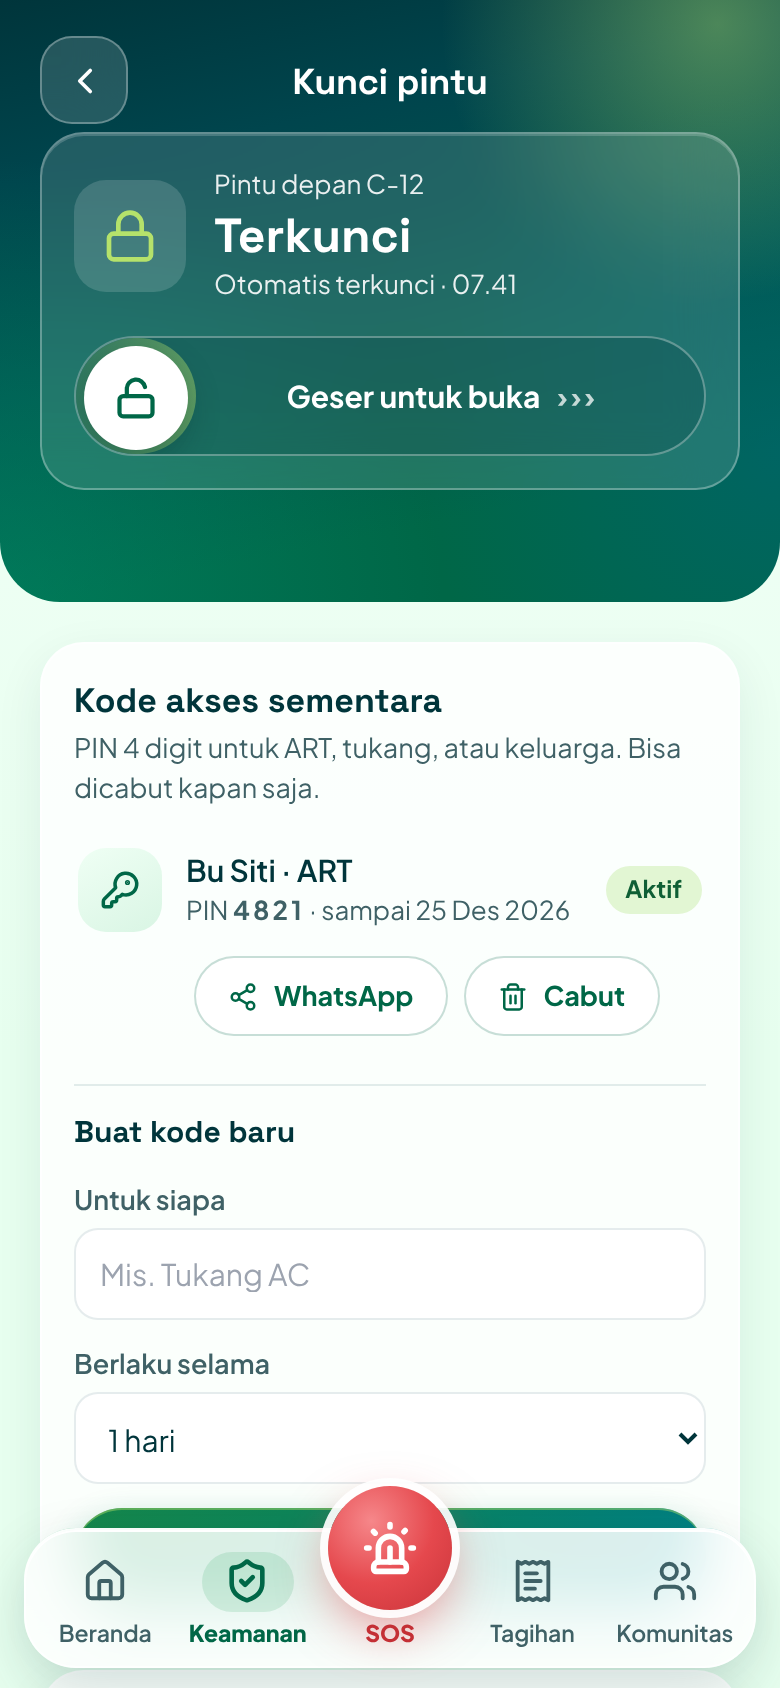 Kunci pintu
Pintu depan C-12
Terkunci
Otomatis terkunci · 07.41
Geser untuk buka ›››
Kode akses sementara
PIN 4 digit untuk ART, tukang, atau keluarga. Bisa
dicabut kapan saja.
Bu Siti · ART
PIN 4821 · sampai 25 Des 2026
Aktif
WhatsApp
Cabut
Buat kode baru
Untuk siapa
Mis. Tukang AC
Berlaku selama
1 hari
Beranda
Keamanan
SOS
Tagihan
Komunitas